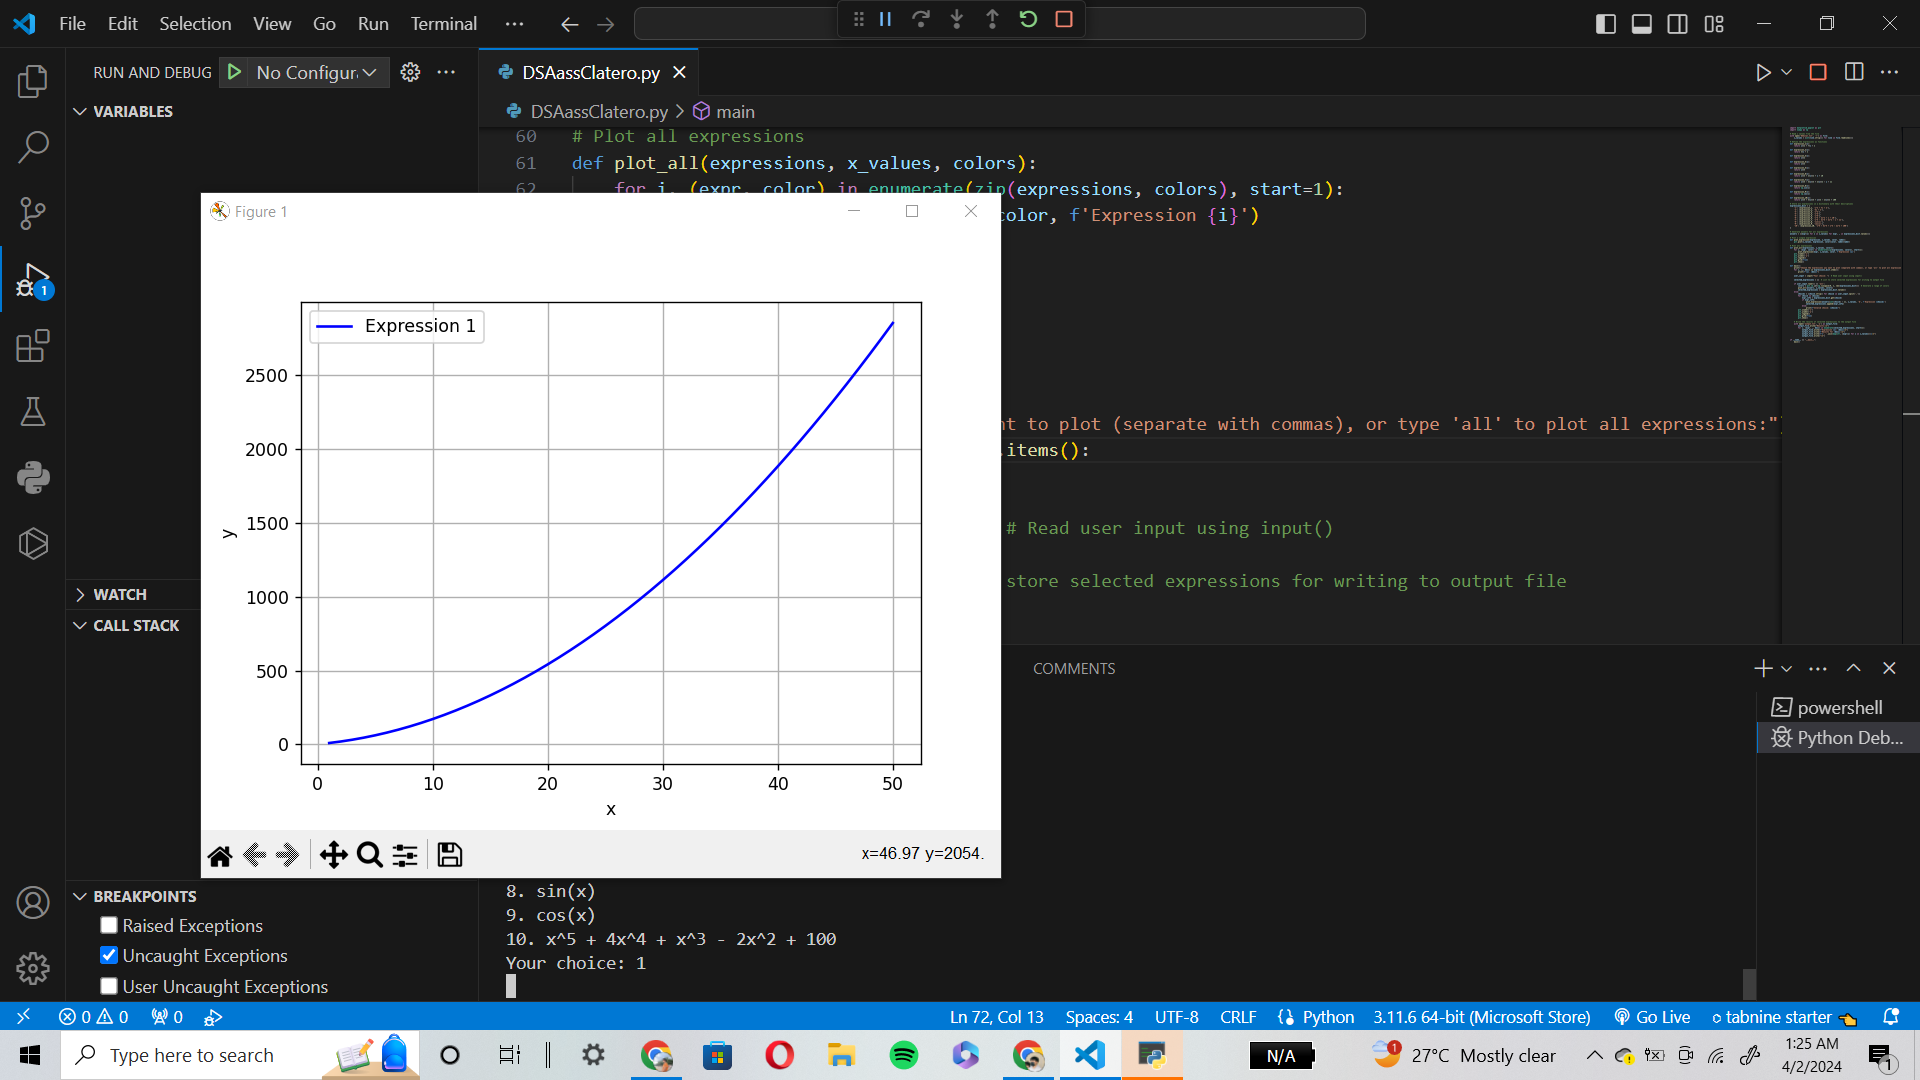 File Edit Selection View Go Run Terminal ...
RUN AND DEBUG No Configur
DSAassClatero.py
VARIABLES
DSAassClatero.py > main
60 # Plot all expressions
61 def plot_all(expressions, x_values, colors):
62 for i, (expr, color) in enumerate(zip(expressions, colors), start=1):
color, f'Expression {i}')
Figure 1
Expression 1
2500
2000
1500
1000
500
0
y
0 10 20 30 40 50
x
x=46.97 y=2054.
nt to plot (separate with commas), or type 'all' to plot all expressions:")
.items():
# Read user input using input()
store selected expressions for writing to output file
WATCH
CALL STACK
COMMENTS
powershell
Python Deb...
8. sin(x)
9. cos(x)
10. x^5 + 4x^4 + x^3 - 2x^2 + 100
Your choice: 1
BREAKPOINTS
Raised Exceptions
Uncaught Exceptions
User Uncaught Exceptions
1
0 0 0 Ln 72, Col 13 Spaces: 4 UTF-8 CRLF Python 3.11.6 64-bit (Microsoft Store) Go Live tabnine starter
Type here to search
N/A
1
27°C Mostly clear
1:25 AM
4/2/2024
1